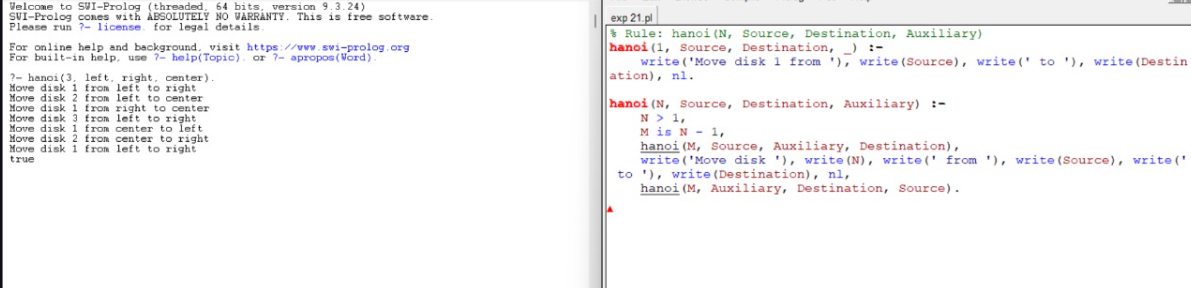 Welcome to SWI-Prolog (threaded, 64 bits, version 9.3.24)
SWI-Prolog comes with ABSOLUTELY NO WARRANTY. This is free software.
Please run ?- license. for legal details.
For online help and background, visit https://www.swi-prolog.org
For built-in help, use ?- help(Topic). or ?- apropos(Word).
?- hanoi(3, left, right, center).
Move disk 1 from left to right
Move disk 2 from left to center
Move disk 1 from right to center
Move disk 3 from left to right
Move disk 1 from center to left
Move disk 2 from center to right
Move disk 1 from left to right
true
exp 21.pl
% Rule: hanoi(N, Source, Destination, Auxiliary)
hanoi(1, Source, Destination, _) :-
write('Move disk 1 from '), write(Source), write(' to '), write(Destin
ation), nl.
hanoi(N, Source, Destination, Auxiliary) :-
N > 1,
M is N - 1,
hanoi(M, Source, Auxiliary, Destination),
write('Move disk '), write(N), write(' from '), write(Source), write('
to '), write(Destination), nl,
hanoi(M, Auxiliary, Destination, Source).